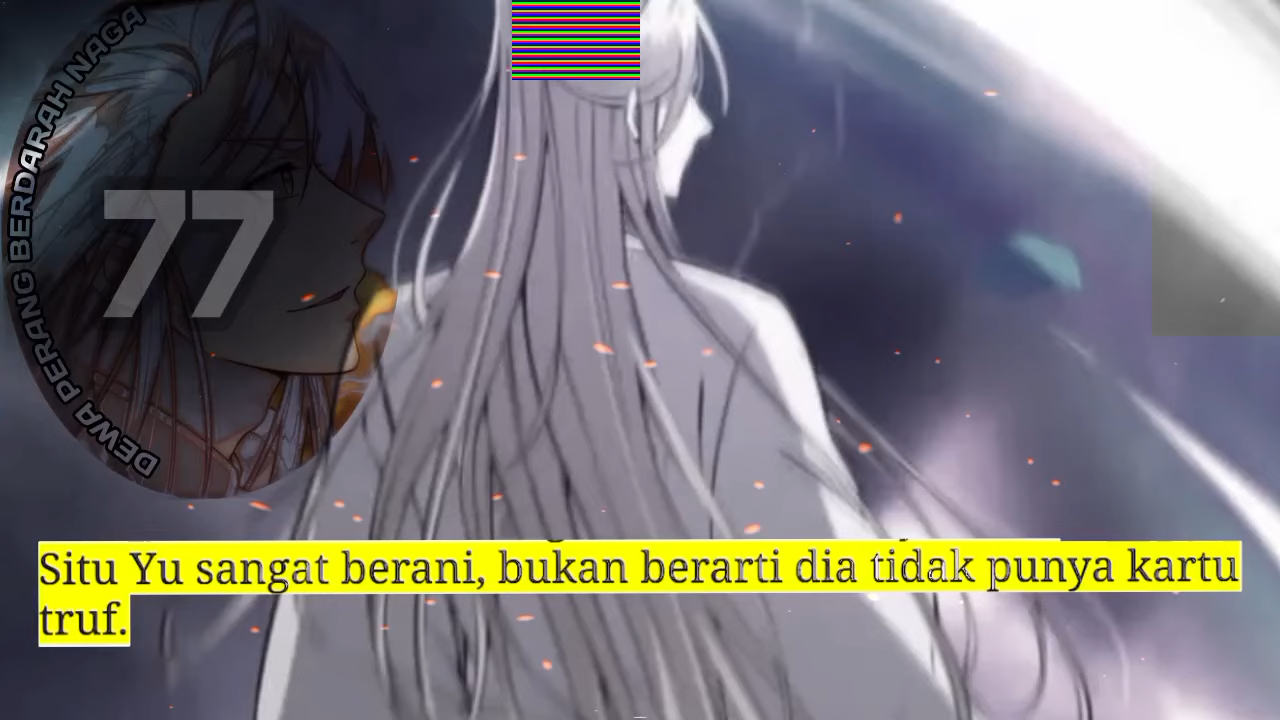 DEWA PERANG BERDARAH NAGA
77
Situ Yu sangat berani, bukan berarti dia tidak punya kartu
truf.